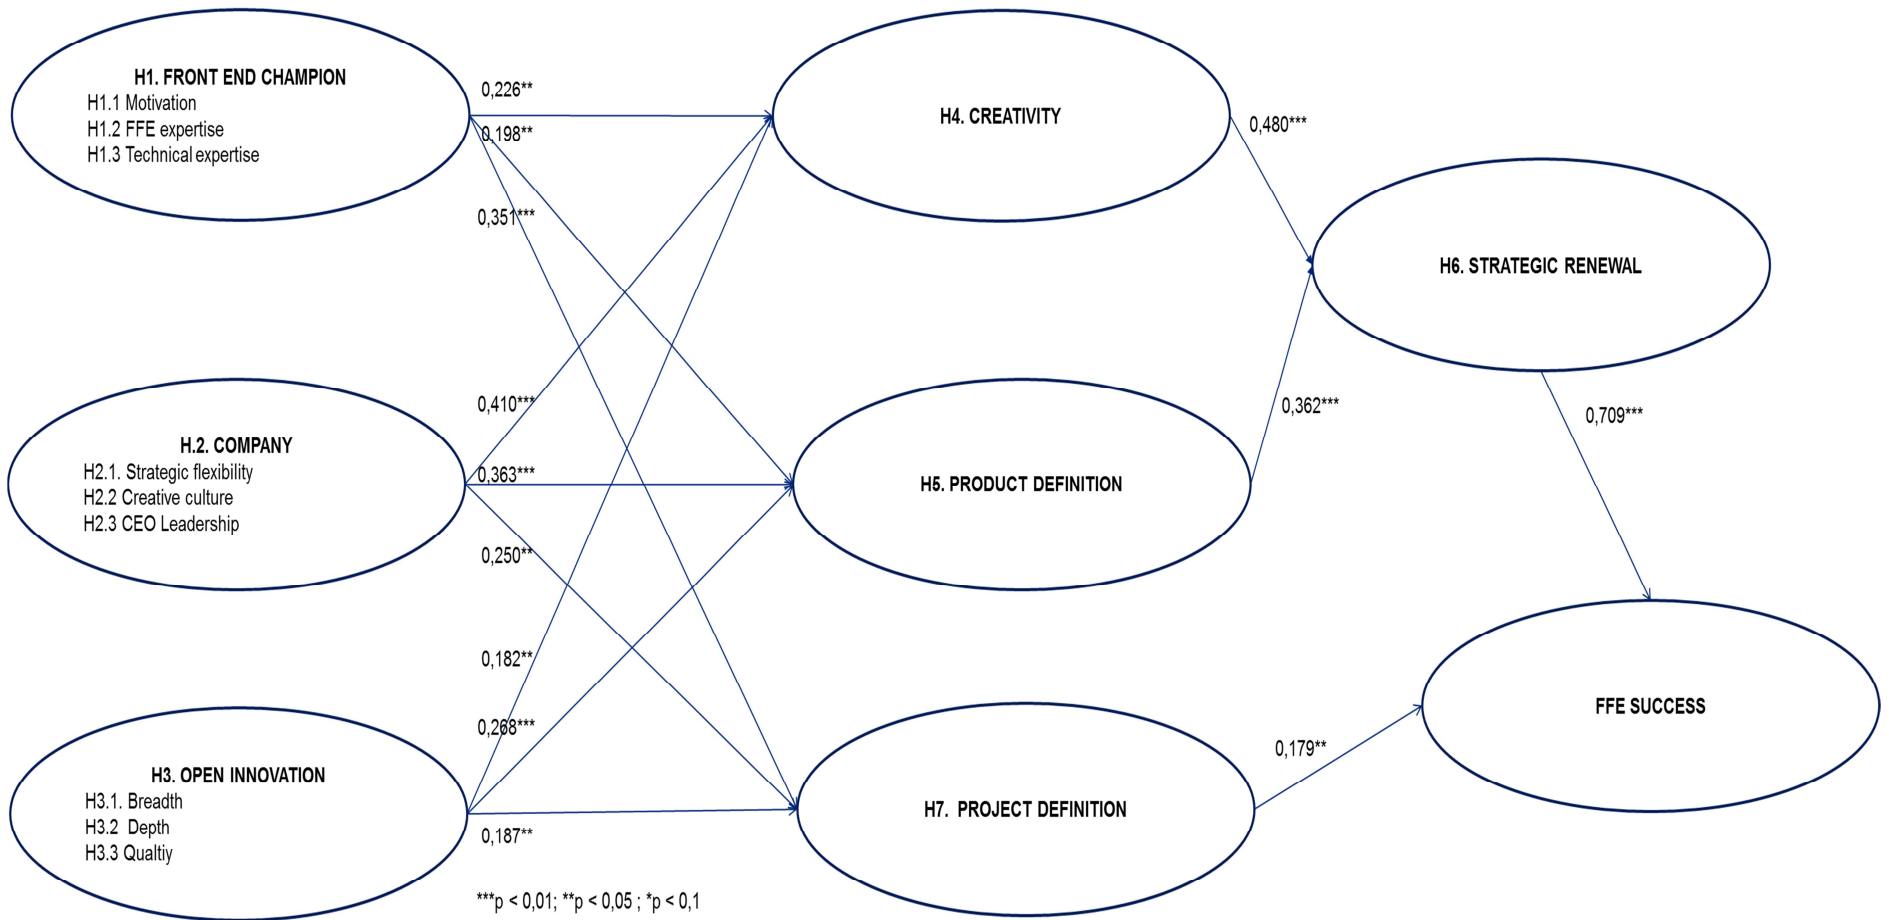 H1. FRONT END CHAMPION
H1.1 Motivation
H1.2 FFE expertise
H1.3 Technical expertise
0,226**
0,198**
0,351***
H4. CREATIVITY
0,480***
H6. STRATEGIC RENEWAL
H.2. COMPANY
H2.1. Strategic flexibility
H2.2 Creative culture
H2.3 CEO Leadership
0,410***
0,363***
0,250**
H5. PRODUCT DEFINITION
0,362***
0,709***
H3. OPEN INNOVATION
H3.1. Breadth
H3.2 Depth
H3.3 Qualtiy
0,182**
0,268***
0,187**
H7. PROJECT DEFINITION
0,179**
FFE SUCCESS
***p < 0,01; **p < 0,05 ; *p < 0,1